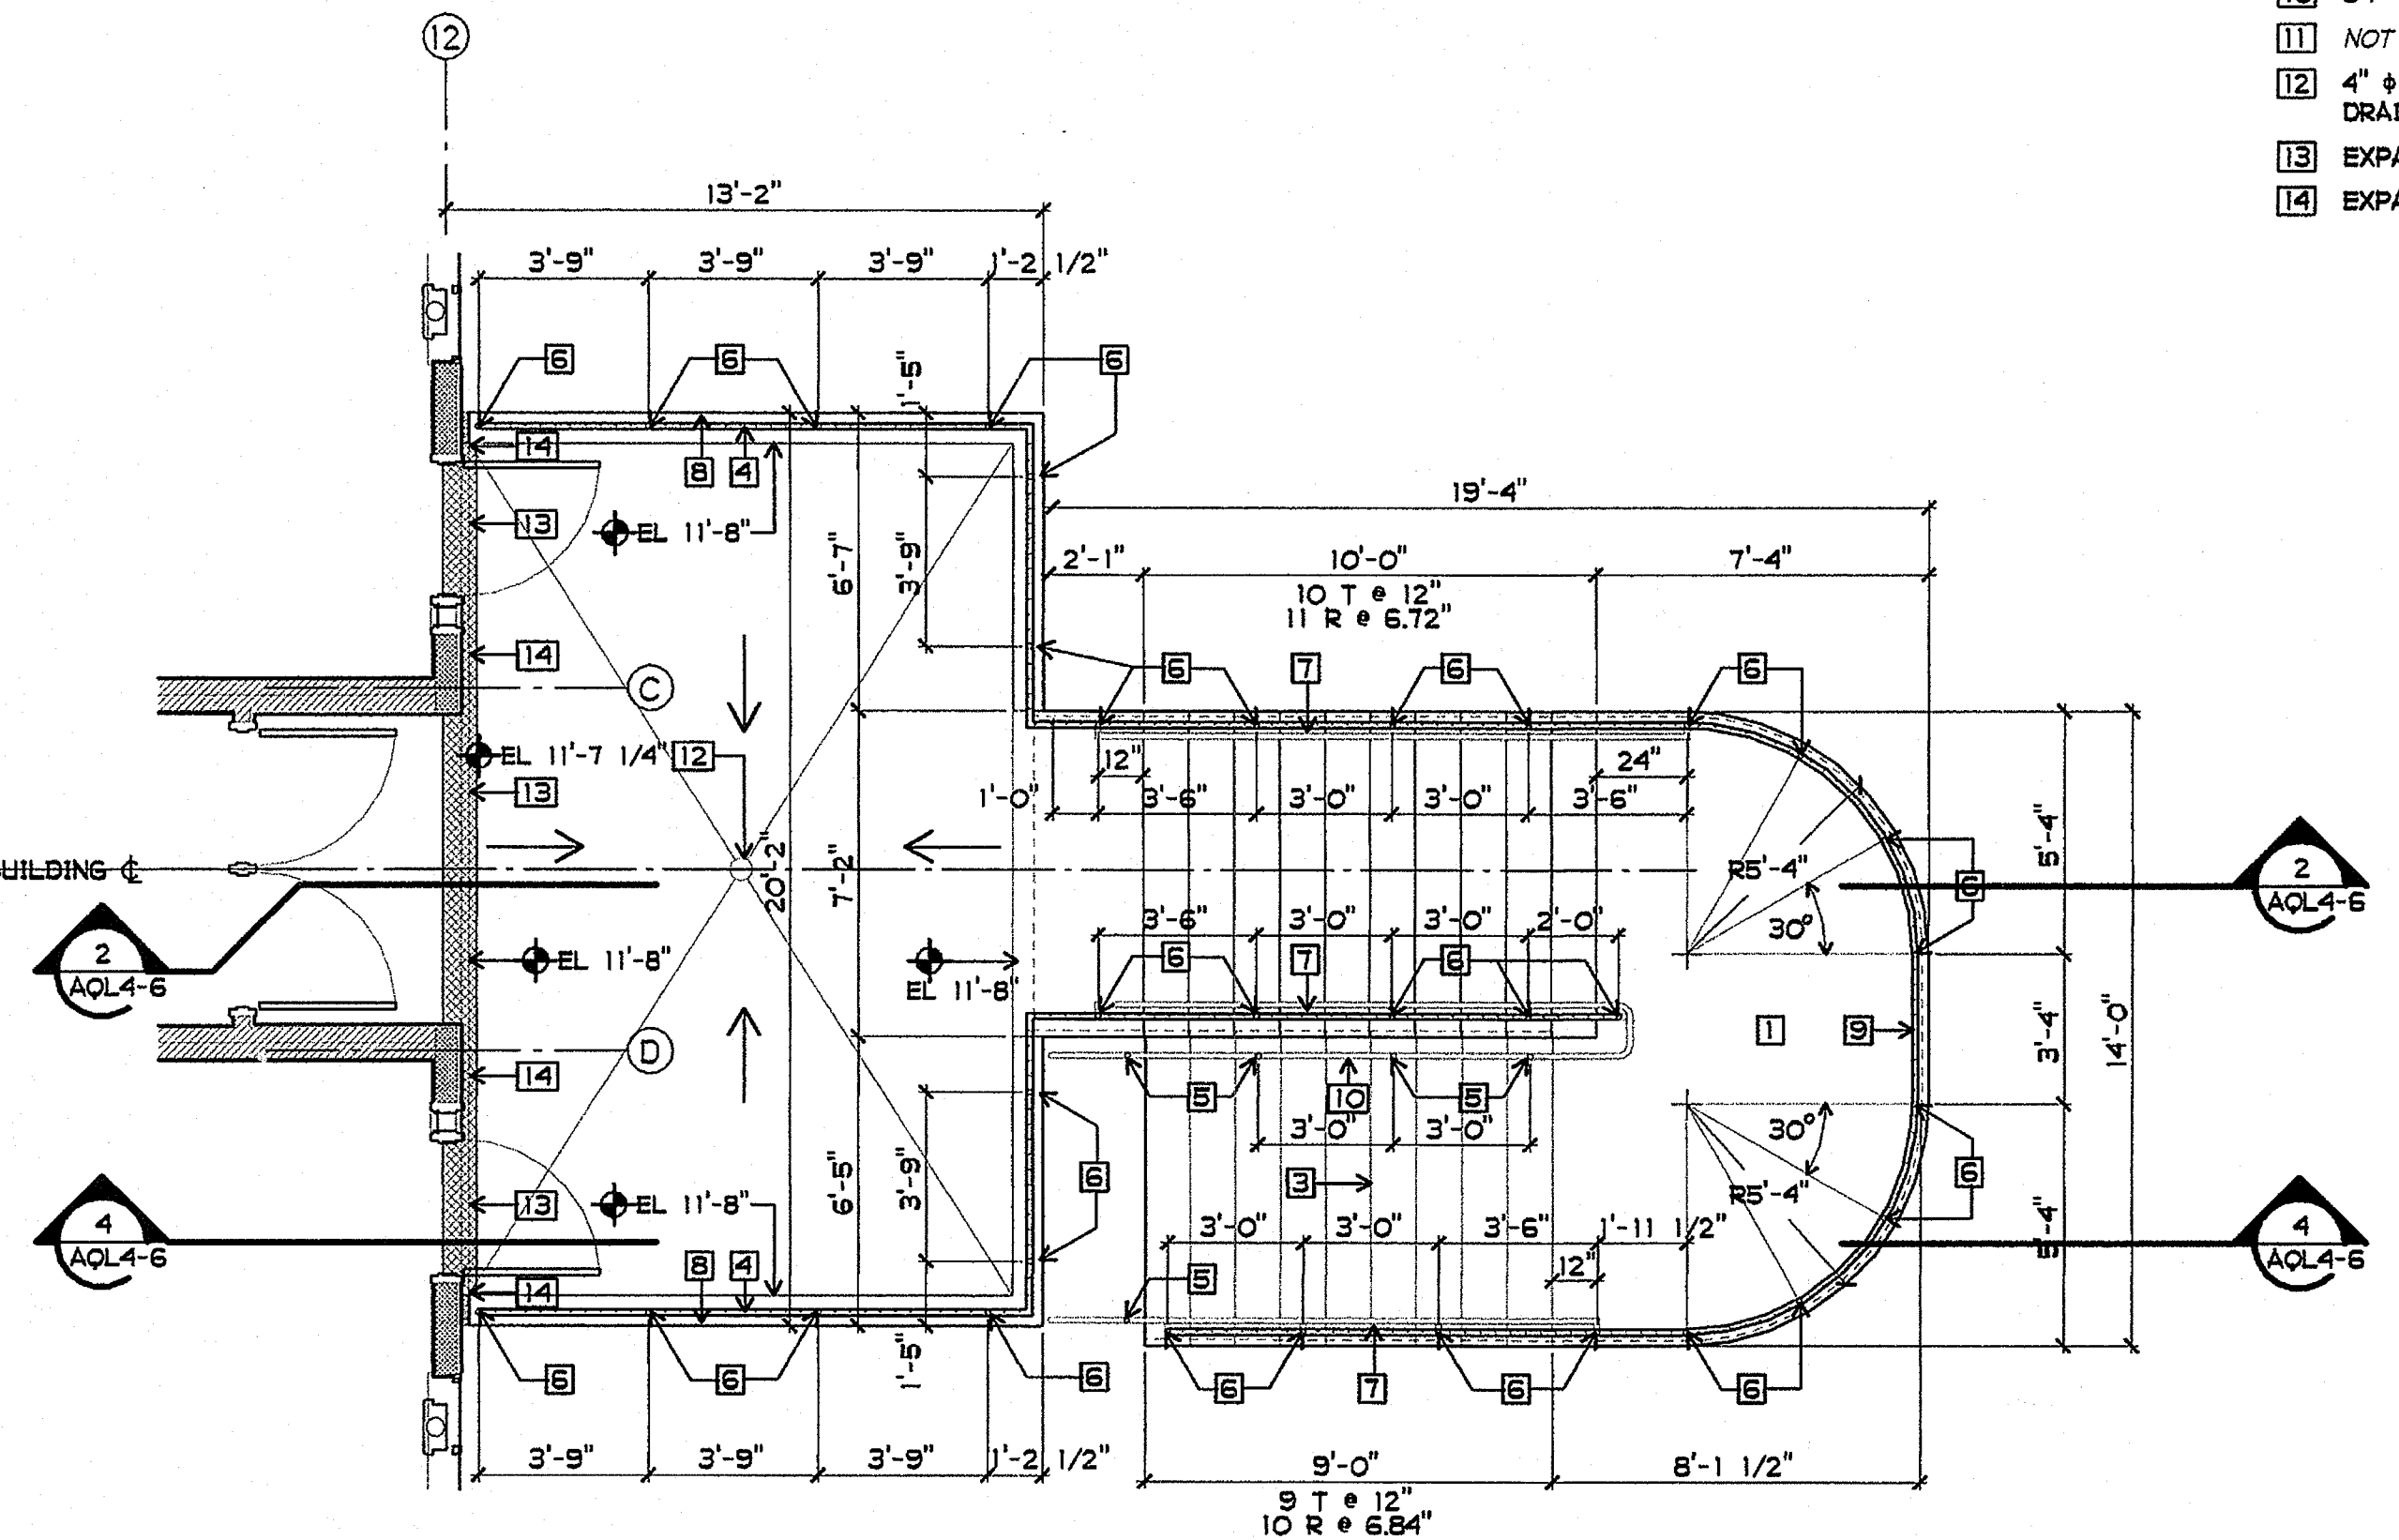 12
11 NOT
12 4" ϕ
13 EXPA
14 EXPA
13'-2"
3'-9" 3'-9" 3'-9" 1'-2 1/2"
6 6 6
1'-5"
14 8 4
19'-4"
13 EL 11'-8"
6'-7" 3'-9"
2'-1" 10'-0" 7'-4"
10 T @ 12"
11 R @ 6.72"
14 6 7 6 6
C
EL 11'-7 1/4" 12
12" 24"
13
1'-0" 3'-6" 3'-0" 3'-0" 3'-6"
5'-4"
UILDING ℄
20'-2" 7'-2"
R5'-4"
6
2
AQL4-6
3'-6" 3'-0" 3'-0" 2'-0"
30°
2
AQL4-6
EL 11'-8"
EL 11'-8"
6 7 6
1 9
3'-4" 14'-0"
D
14
5 10 5
3'-0" 3'-0"
30°
6
6
3
13 EL 11'-8"
6'-5" 3'-9"
R5'-4"
3'-0" 3'-0" 3'-6" 1'-11 1/2"
12"
5'-4"
4
AQL4-6
4
AQL4-6
8 4
5
14
1'-5"
6 6 6 6 7 6 6
3'-9" 3'-9" 3'-9" 1'-2 1/2"
9'-0" 8'-1 1/2"
9 T @ 12"
10 R @ 6.84"